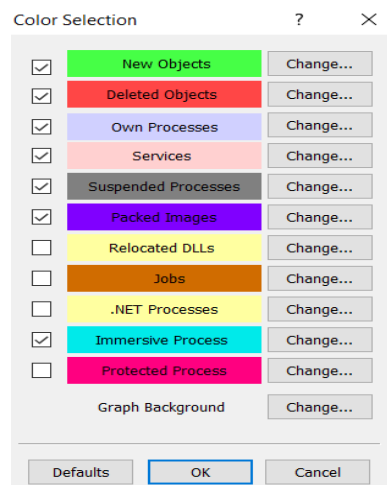 Color Selection ? ×
New Objects Change...
Deleted Objects Change...
Own Processes Change...
Services Change...
Suspended Processes Change...
Packed Images Change...
Relocated DLLs Change...
Jobs Change...
.NET Processes Change...
Immersive Process Change...
Protected Process Change...
Graph Background Change...
Defaults OK Cancel